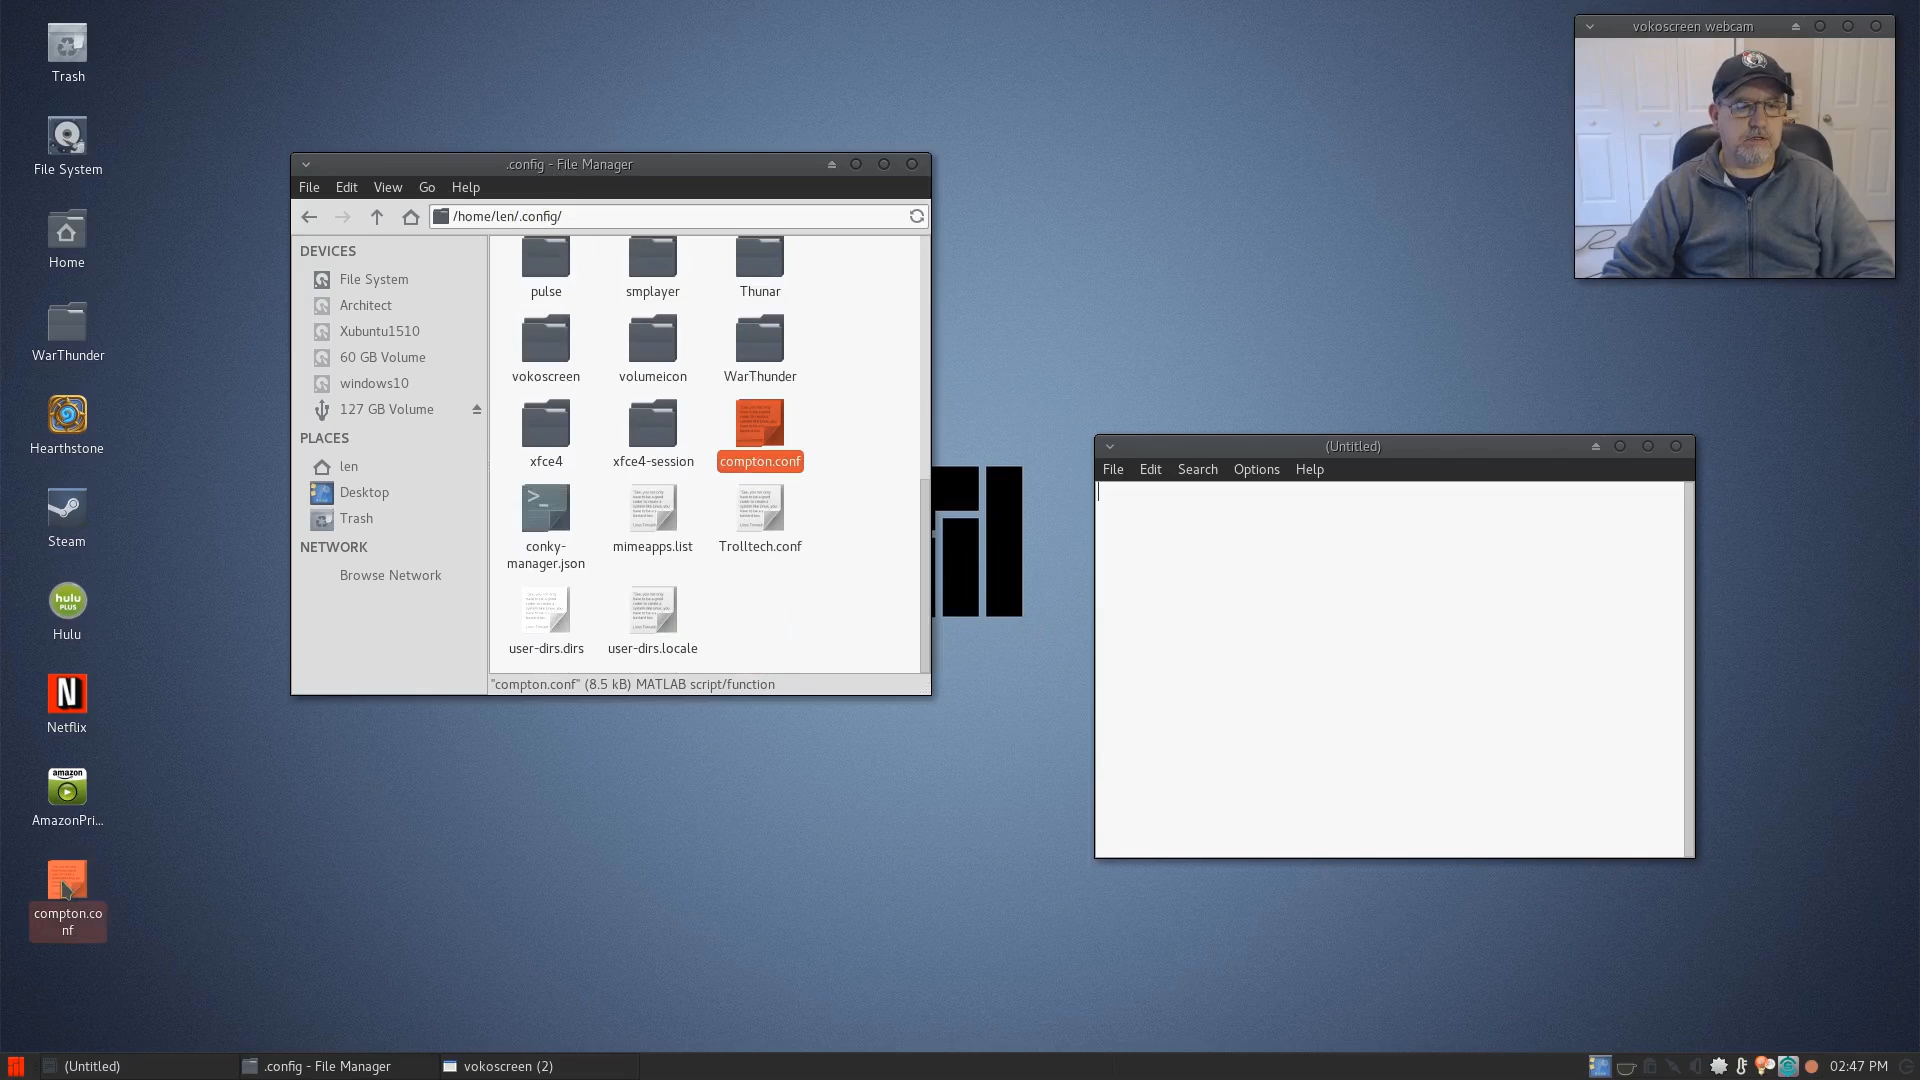 Trash
File System
Home
WarThunder
Hearthstone
Steam
hulu
PLUS
Hulu
N
Netflix
amazon
AmazonPri...
compton.co
nf
.config - File Manager
File Edit View Go Help
/home/len/.config/
DEVICES
File System
Architect
Xubuntu1510
60 GB Volume
windows10
127 GB Volume
PLACES
len
Desktop
Trash
NETWORK
Browse Network
pulse smplayer Thunar
vokoscreen volumeicon WarThunder
xfce4 xfce4-session compton.conf
conky-
manager.json mimeapps.list Trolltech.conf
user-dirs.dirs user-dirs.locale
"compton.conf" (8.5 kB) MATLAB script/function
vokoscreen webcam
(Untitled)
File Edit Search Options Help
(Untitled) .config - File Manager vokoscreen (2) 02:47 PM